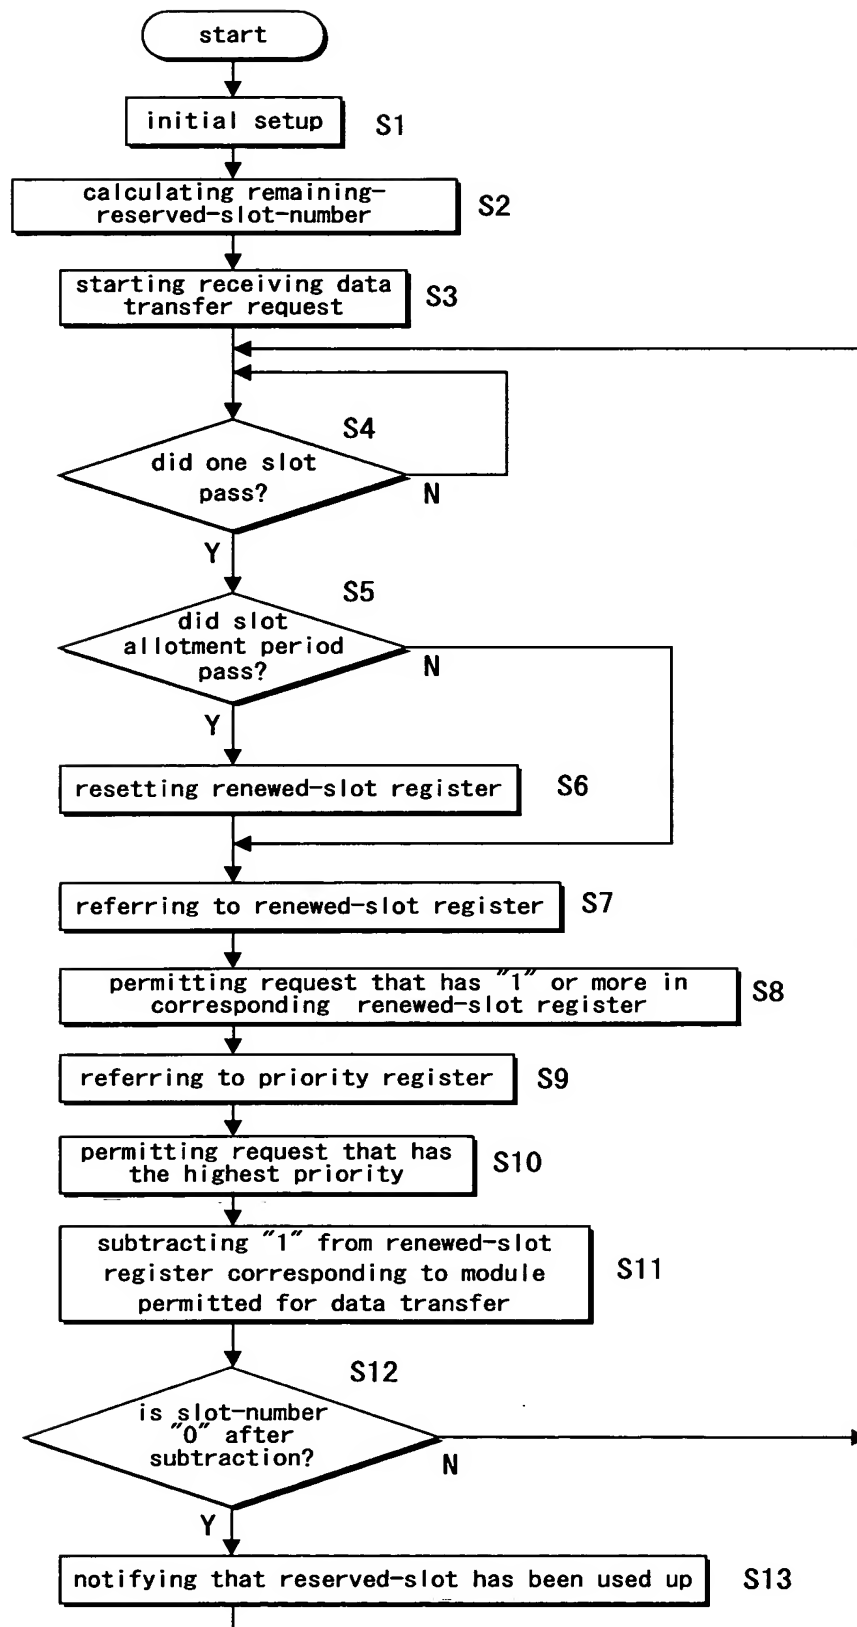 start
initial setup
S1
calculating remaining-
reserved-slot-number
S2
starting receiving data
transfer request
S3
S4
did one slot
pass?
N
Y
S5
did slot
allotment period
pass?
N
Y
resetting renewed-slot register
S6
referring to renewed-slot register
S7
permitting request that has "1" or more in
corresponding renewed-slot register
S8
referring to priority register
S9
permitting request that has
the highest priority
S10
subtracting "1" from renewed-slot
register corresponding to module
permitted for data transfer
S11
S12
is slot-number
"0" after
subtraction?
N
Y
notifying that reserved-slot has been used up
S13